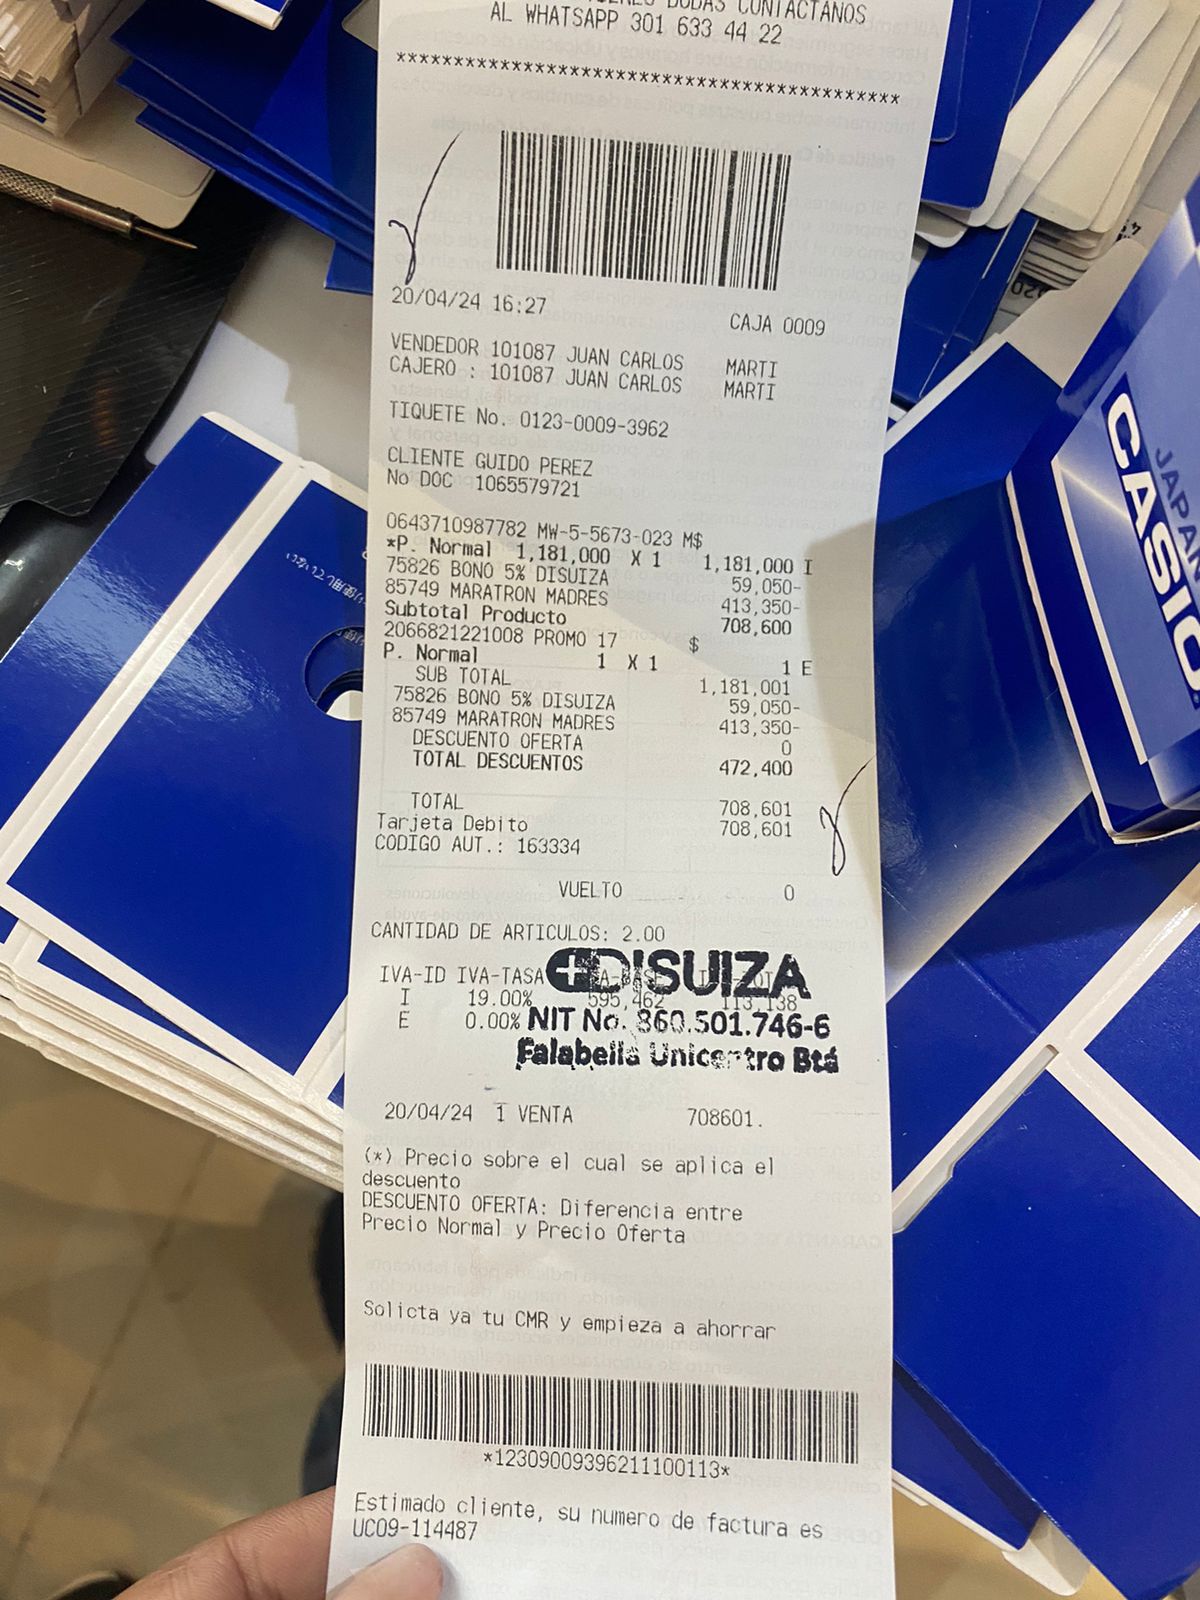 DUDAS CONTACTANOS
AL WHATSAPP 301 633 44 22
********************************************
20/04/24 16:27 CAJA 0009
VENDEDOR 101087 JUAN CARLOS MARTI
CAJERO : 101087 JUAN CARLOS MARTI
TIQUETE No. 0123-0009-3962
CLIENTE GUIDO PEREZ
No DOC 1065579721
0643710987782 MW-5-5673-023 M$
*P. Normal 1,181,000 X 1 1,181,000 I
75826 BONO 5% DISUIZA 59,050-
85749 MARATRON MADRES 413,350-
Subtotal Producto 708,600
2066821221008 PROMO 17 $
P. Normal 1 X 1 1 E
SUB TOTAL 1,181,001
75826 BONO 5% DISUIZA 59,050-
85749 MARATRON MADRES 413,350-
DESCUENTO OFERTA 0
TOTAL DESCUENTOS 472,400
TOTAL 708,601
Tarjeta Debito 708,601
CODIGO AUT.: 163334
VUELTO 0
CANTIDAD DE ARTICULOS: 2.00
IVA-ID IVA-TASA
DISUIZA
I 19.00% 595,462 113,138
E 0.00%
NIT No. 860.501.746-6
Falabella Unicentro Btá
20/04/24 1 VENTA 708601.
(*) Precio sobre el cual se aplica el
descuento
DESCUENTO OFERTA: Diferencia entre
Precio Normal y Precio Oferta
Solicta ya tu CMR y empieza a ahorrar
*12309009396211100113*
Estimado cliente, su numero de factura es
UC09-114487
JAPAN
CASIO